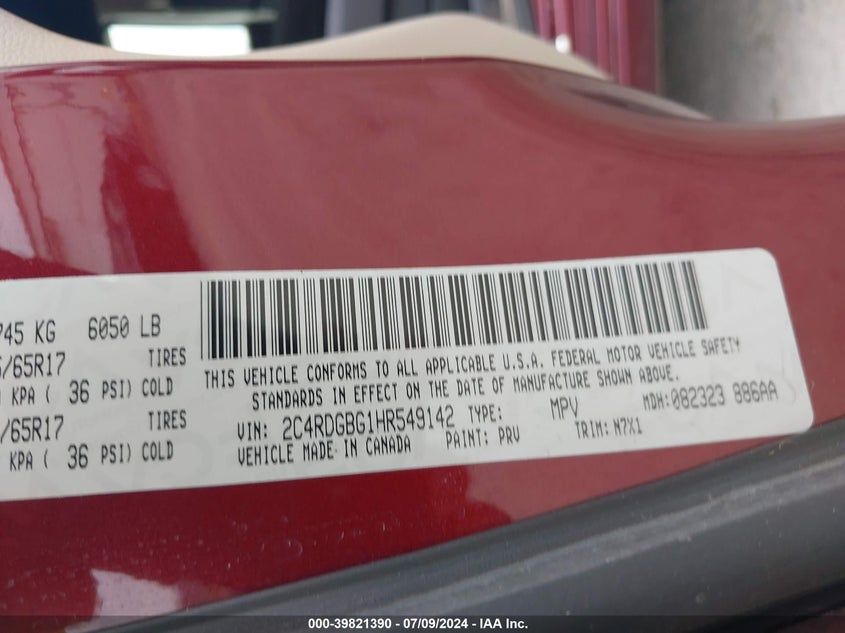 745 KG 6050 LB
/65R17 TIRES
KPA ( 36 PSI) COLD
/65R17 TIRES
KPA ( 36 PSI) COLD
THIS VEHICLE CONFORMS TO ALL APPLICABLE U.S.A. FEDERAL MOTOR VEHICLE SAFETY
STANDARDS IN EFFECT ON THE DATE OF MANUFACTURE SHOWN ABOVE.
VIN: 2C4RDGBG1HR549142 TYPE: MPV MDH: 082323 886AA
VEHICLE MADE IN CANADA PAINT: PRV TRIM: N7X1
000-39821390 - 07/09/2024 - IAA Inc.